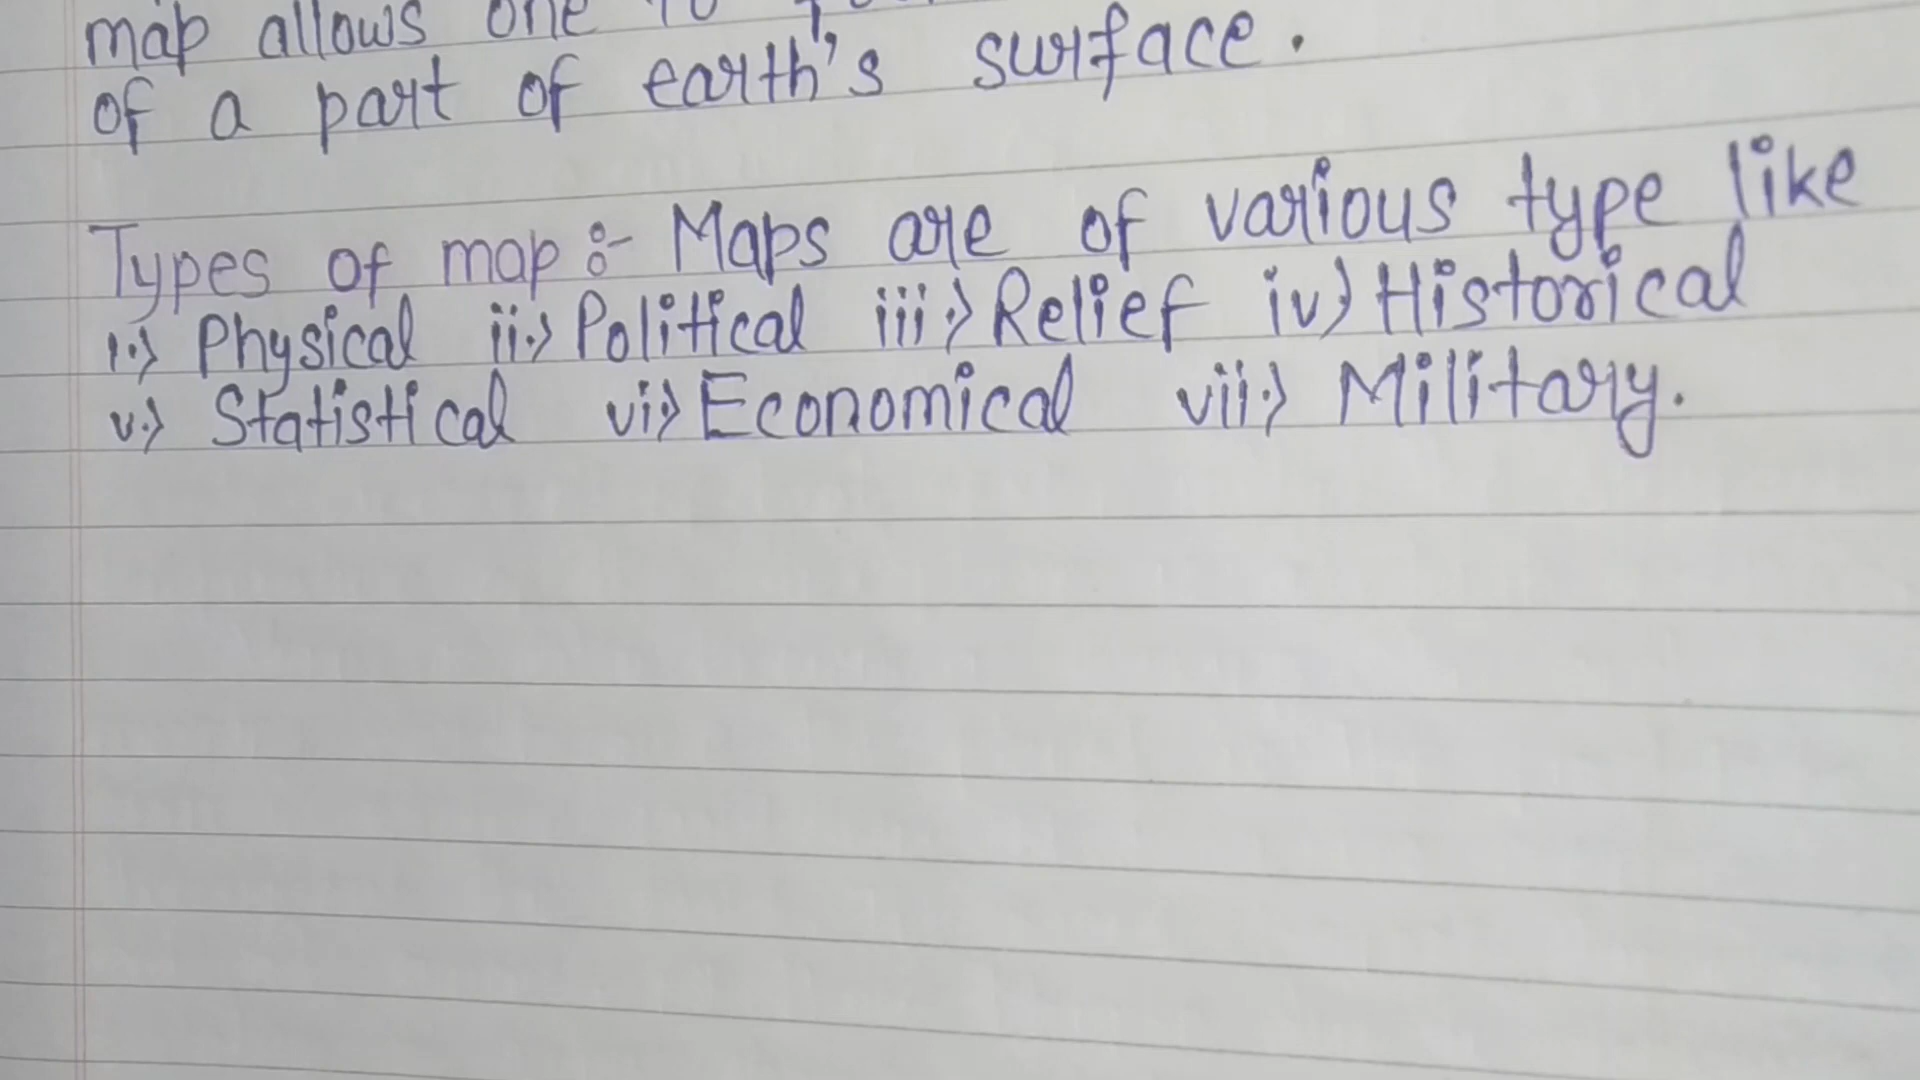 map allows one to
of a part of earth's surface.
Types of map :- Maps are of various type like
i.) Physical ii.) Political iii.) Relief iv) Historical
v.) Statistical vi) Economical vii.) Military.